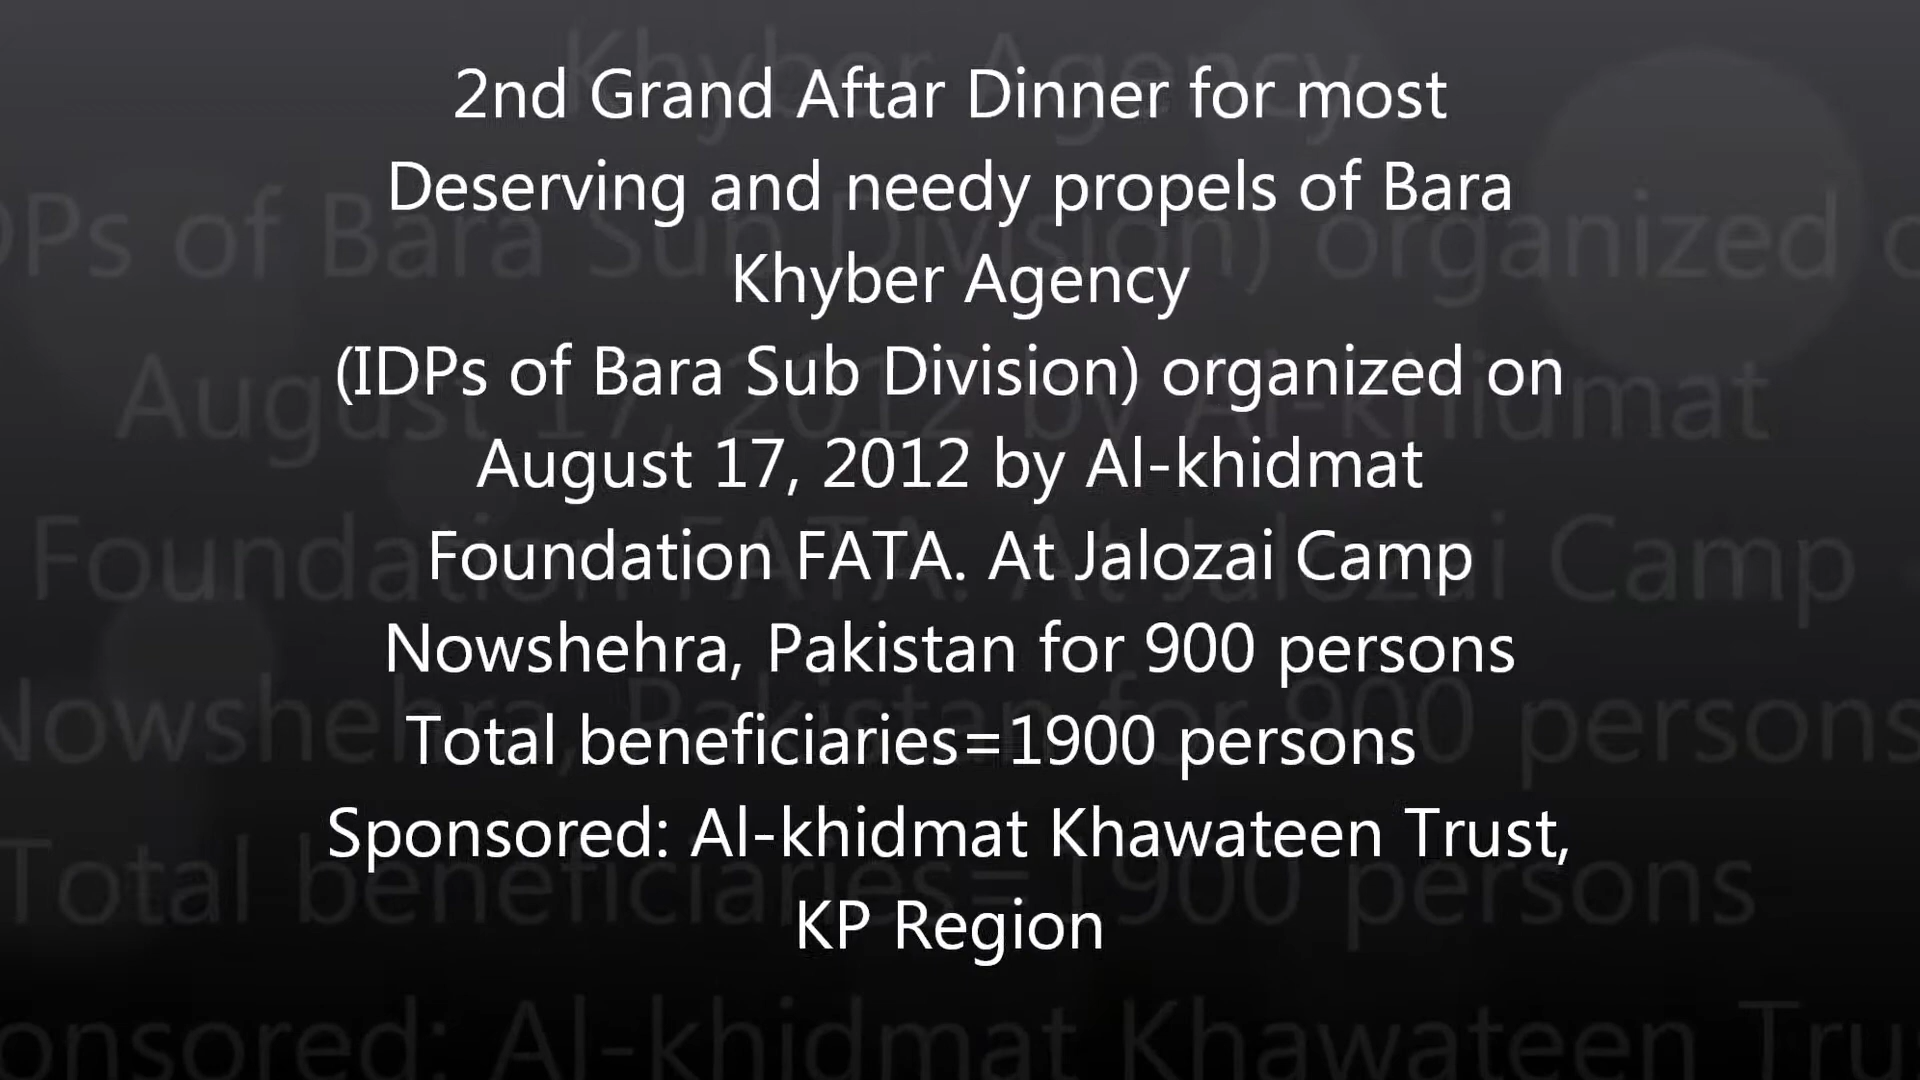 2nd Grand Aftar Dinner for most
Deserving and needy propels of Bara
Khyber Agency
(IDPs of Bara Sub Division) organized on
August 17, 2012 by Al-khidmat
Foundation FATA. At Jalozai Camp
Nowshehra, Pakistan for 900 persons
Total beneficiaries=1900 persons
Sponsored: Al-khidmat Khawateen Trust,
KP Region